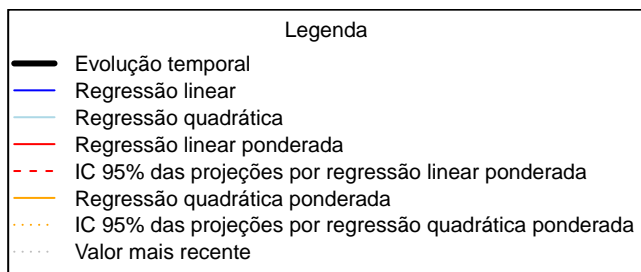 Legenda
Evolução temporal
Regressão linear
Regressão quadrática
Regressão linear ponderada
IC 95% das projeções por regressão linear ponderada
Regressão quadrática ponderada
IC 95% das projeções por regressão quadrática ponderada
Valor mais recente